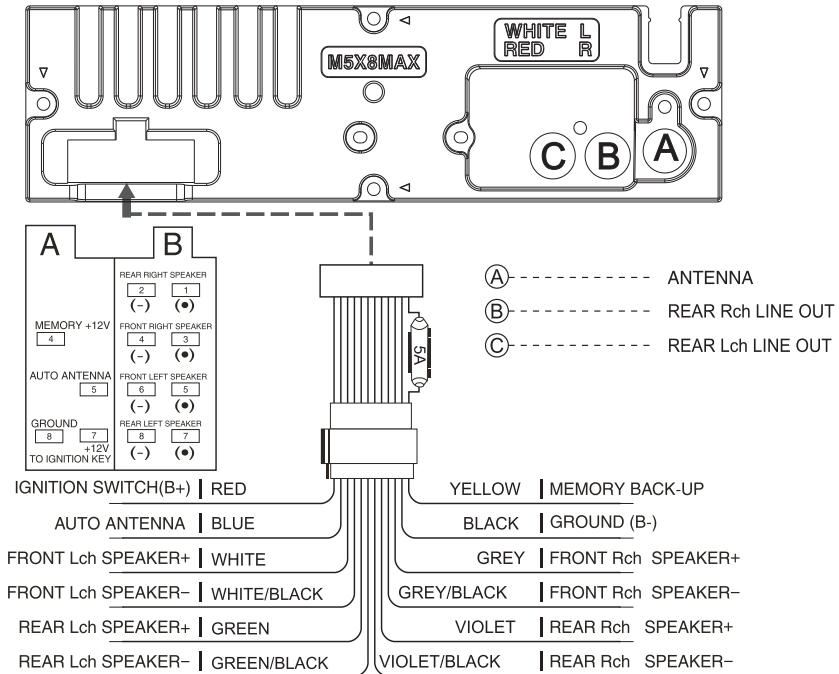 M5X8MAX
WHITE L
RED R
C B A
A B
REAR RIGHT SPEAKER
2 1
(-) (•)
MEMORY +12V
4
FRONT RIGHT SPEAKER
4 3
(-) (•)
AUTO ANTENNA
5
FRONT LEFT SPEAKER
6 5
(-) (•)
GROUND
8 7
+12V
TO IGNITION KEY
REAR LEFT SPEAKER
8 7
(-) (•)
5A
A ANTENNA
B REAR Rch LINE OUT
C REAR Lch LINE OUT
IGNITION SWITCH(B+) | RED
AUTO ANTENNA | BLUE
FRONT Lch SPEAKER+ | WHITE
FRONT Lch SPEAKER– | WHITE/BLACK
REAR Lch SPEAKER+ | GREEN
REAR Lch SPEAKER– | GREEN/BLACK
YELLOW | MEMORY BACK-UP
BLACK | GROUND (B-)
GREY | FRONT Rch SPEAKER+
GREY/BLACK | FRONT Rch SPEAKER–
VIOLET | REAR Rch SPEAKER+
VIOLET/BLACK | REAR Rch SPEAKER–